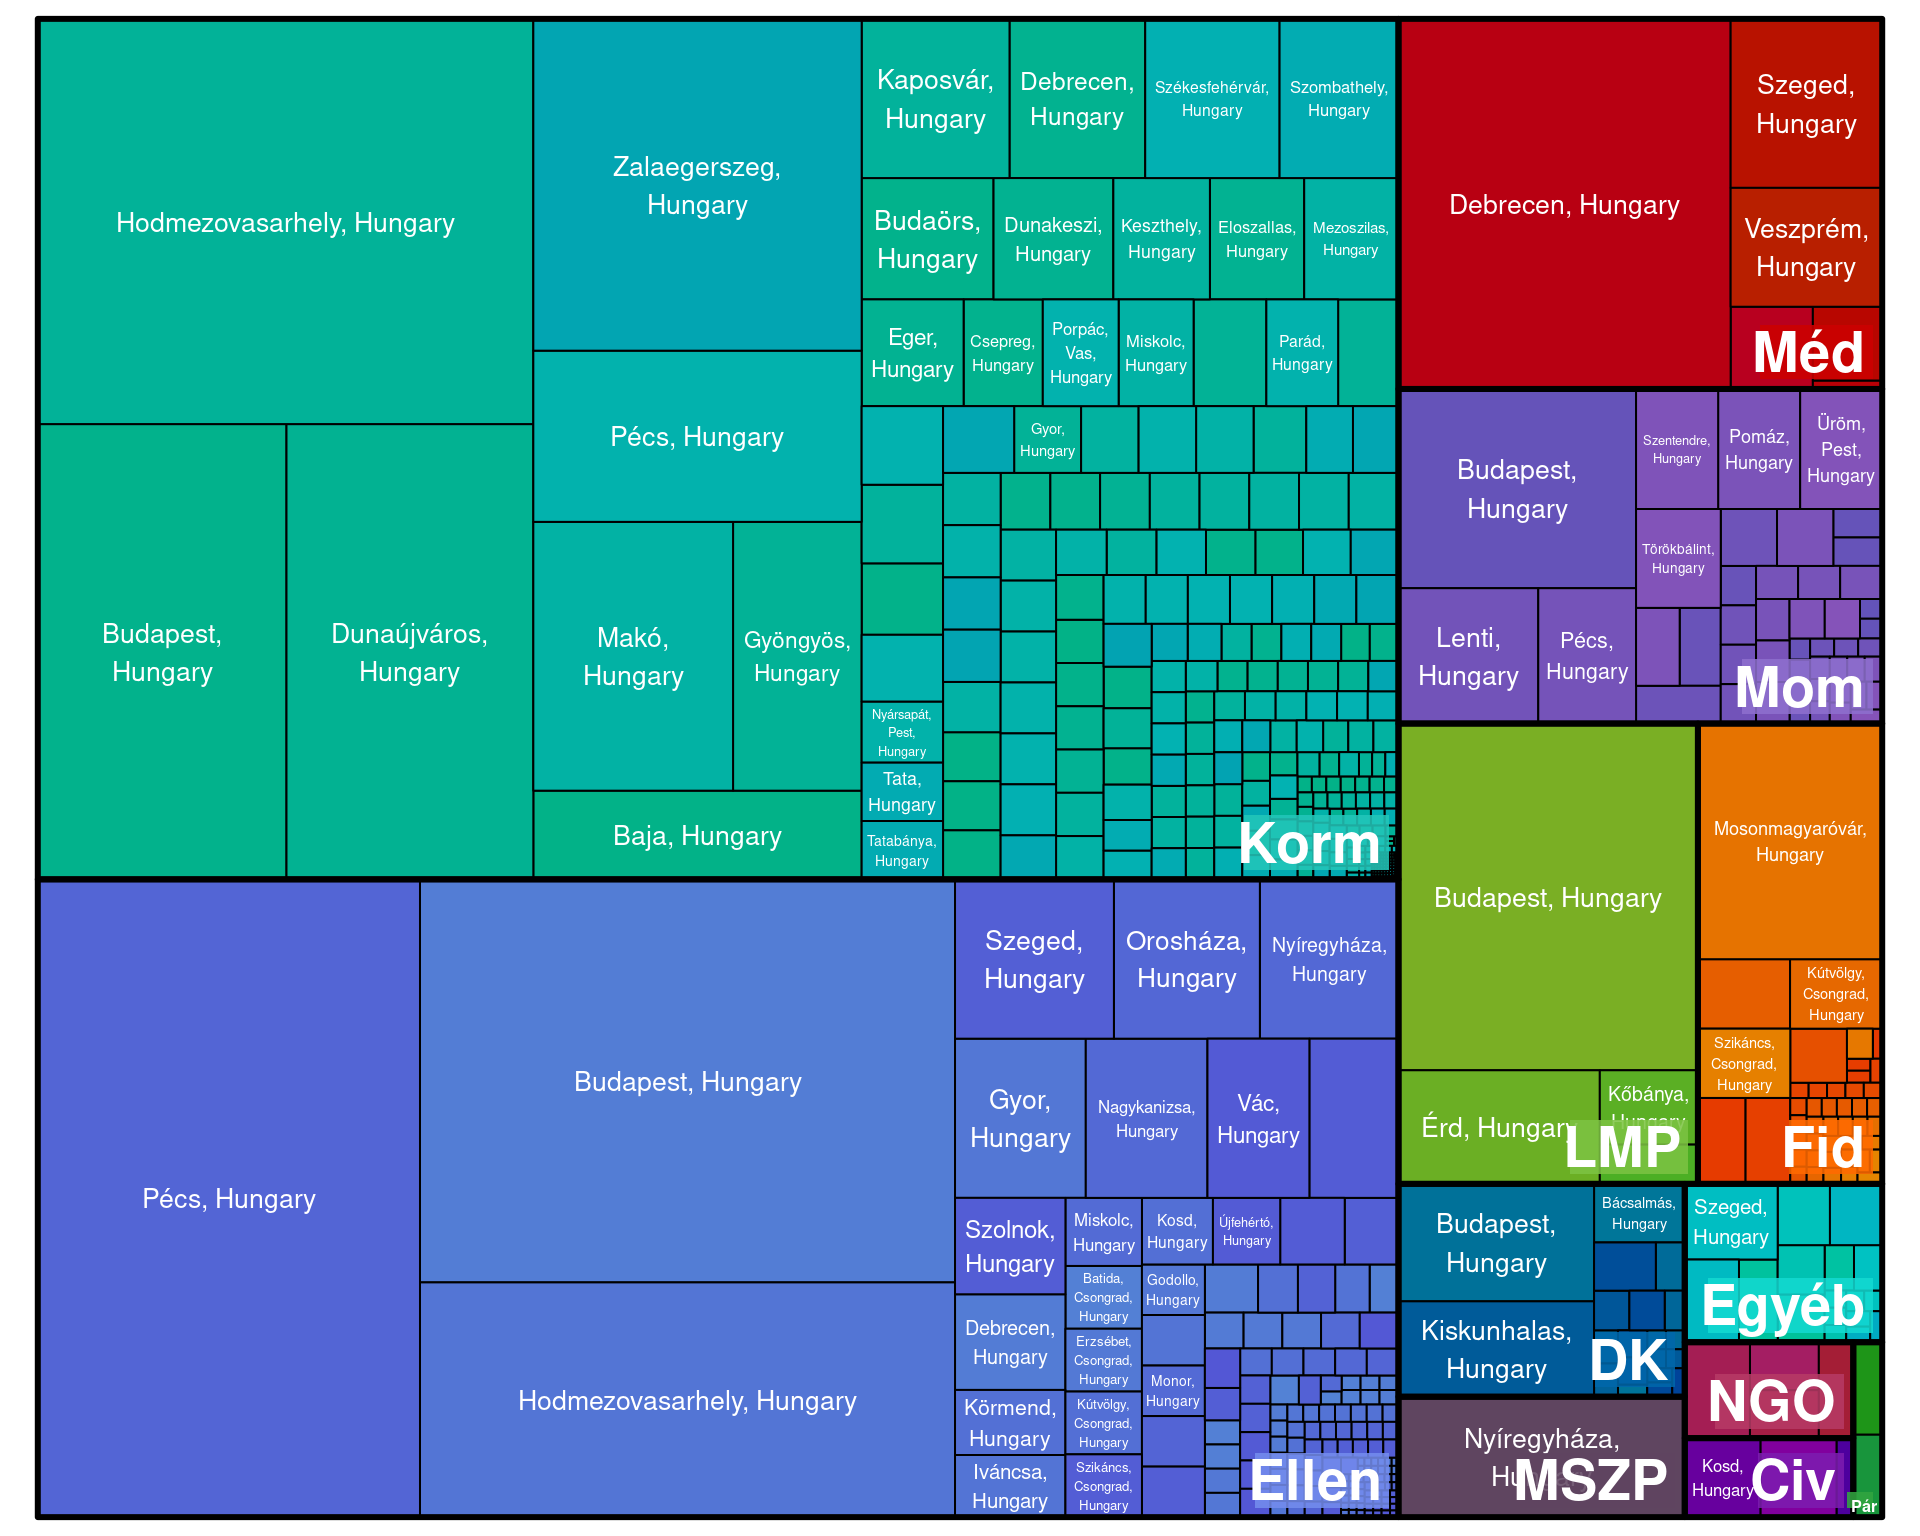 Hodmezovasarhely, Hungary
Budapest,
Hungary
Dunaújváros,
Hungary
Zalaegerszeg,
Hungary
Pécs, Hungary
Makó,
Hungary
Gyöngyös,
Hungary
Baja, Hungary
Kaposvár,
Hungary
Debrecen,
Hungary
Székesfehérvár,
Hungary
Szombathely,
Hungary
Budaörs,
Hungary
Dunakeszi,
Hungary
Keszthely,
Hungary
Eloszallas,
Hungary
Mezoszilas,
Hungary
Eger,
Hungary
Csepreg,
Hungary
Porpác,
Vas,
Hungary
Miskolc,
Hungary
Parád,
Hungary
Gyor,
Hungary
Nyársapát,
Pest,
Hungary
Tata,
Hungary
Tatabánya,
Hungary
Korm
Pécs, Hungary
Budapest, Hungary
Hodmezovasarhely, Hungary
Szeged,
Hungary
Orosháza,
Hungary
Nyíregyháza,
Hungary
Gyor,
Hungary
Nagykanizsa,
Hungary
Vác,
Hungary
Szolnok,
Hungary
Miskolc,
Hungary
Kosd,
Hungary
Újfehértó,
Hungary
Debrecen,
Hungary
Batida,
Csongrad,
Hungary
Godollo,
Hungary
Erzsébet,
Csongrad,
Hungary
Monor,
Hungary
Körmend,
Hungary
Kútvölgy,
Csongrad,
Hungary
Iváncsa,
Hungary
Szikáncs,
Csongrad,
Hungary
Ellen
Debrecen, Hungary
Szeged,
Hungary
Veszprém,
Hungary
Méd
Budapest,
Hungary
Lenti,
Hungary
Pécs,
Hungary
Szentendre,
Hungary
Pomáz,
Hungary
Üröm,
Pest,
Hungary
Törökbálint,
Hungary
Mom
Budapest, Hungary
Érd, Hungary
Kőbánya,
Hungary
LMP
Mosonmagyaróvár,
Hungary
Kútvölgy,
Csongrad,
Hungary
Szikáncs,
Csongrad,
Hungary
Fid
Budapest,
Hungary
Bácsalmás,
Hungary
Kiskunhalas,
Hungary
DK
Szeged,
Hungary
Egyéb
Nyíregyháza,
MSZP
NGO
Kosd,
Hungary
Civ
Pár